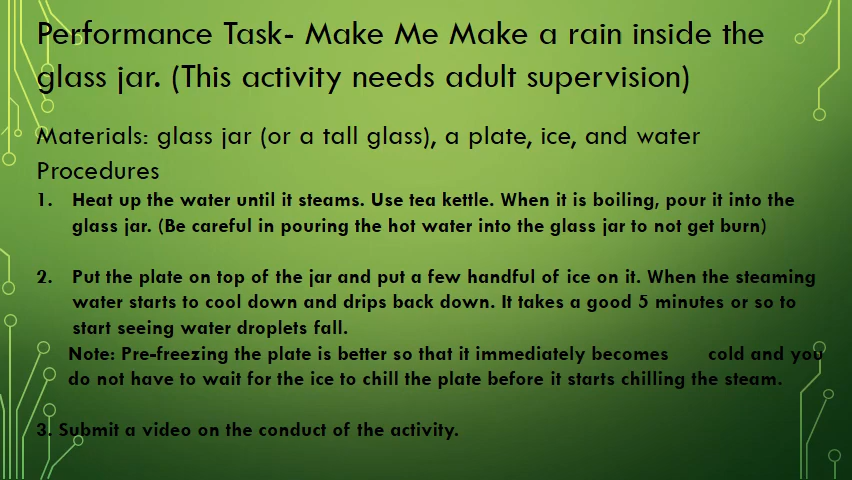 Performance Task- Make Me Make a rain inside the
glass jar. (This activity needs adult supervision)
Materials: glass jar (or a tall glass), a plate, ice, and water
Procedures
1. Heat up the water until it steams. Use tea kettle. When it is boiling, pour it into the
glass jar. (Be careful in pouring the hot water into the glass jar to not get burn)
2. Put the plate on top of the jar and put a few handful of ice on it. When the steaming
water starts to cool down and drips back down. It takes a good 5 minutes or so to
start seeing water droplets fall.
Note: Pre-freezing the plate is better so that it immediately becomes cold and you
do not have to wait for the ice to chill the plate before it starts chilling the steam.
3. Submit a video on the conduct of the activity.